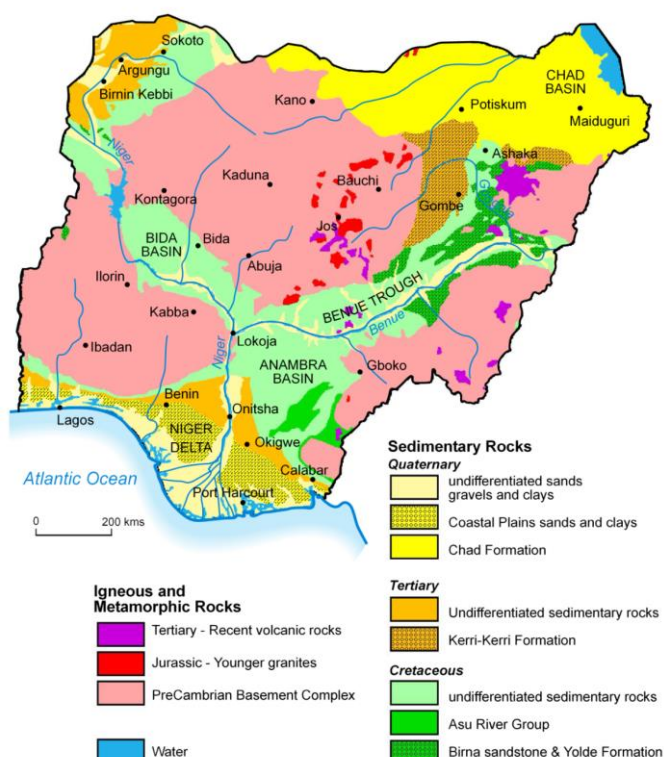 Sokoto
Argungu
Birnin Kebbi
CHAD
BASIN
Kano
Potiskum
Maiduguri
Niger
Ashaka
Kaduna
Bauchi
Kontagora
Gombe
Gongola
Jos
BIDA
BASIN
Bida
Abuja
Ilorin
BENUE TROUGH
Kabba
Benue
Lokoja
Ibadan
Niger
ANAMBRA
BASIN
Gboko
Benin
Onitsha
Lagos
NIGER
DELTA
Okigwe
Calabar
Atlantic Ocean
Port Harcourt
0 200 kms
Sedimentary Rocks
Quaternary
undifferentiated sands
gravels and clays
Coastal Plains sands and clays
Chad Formation
Tertiary
Undifferentiated sedimentary rocks
Kerri-Kerri Formation
Cretaceous
undifferentiated sedimentary rocks
Asu River Group
Birna sandstone & Yolde Formation
Igneous and
Metamorphic Rocks
Tertiary - Recent volcanic rocks
Jurassic - Younger granites
PreCambrian Basement Complex
Water